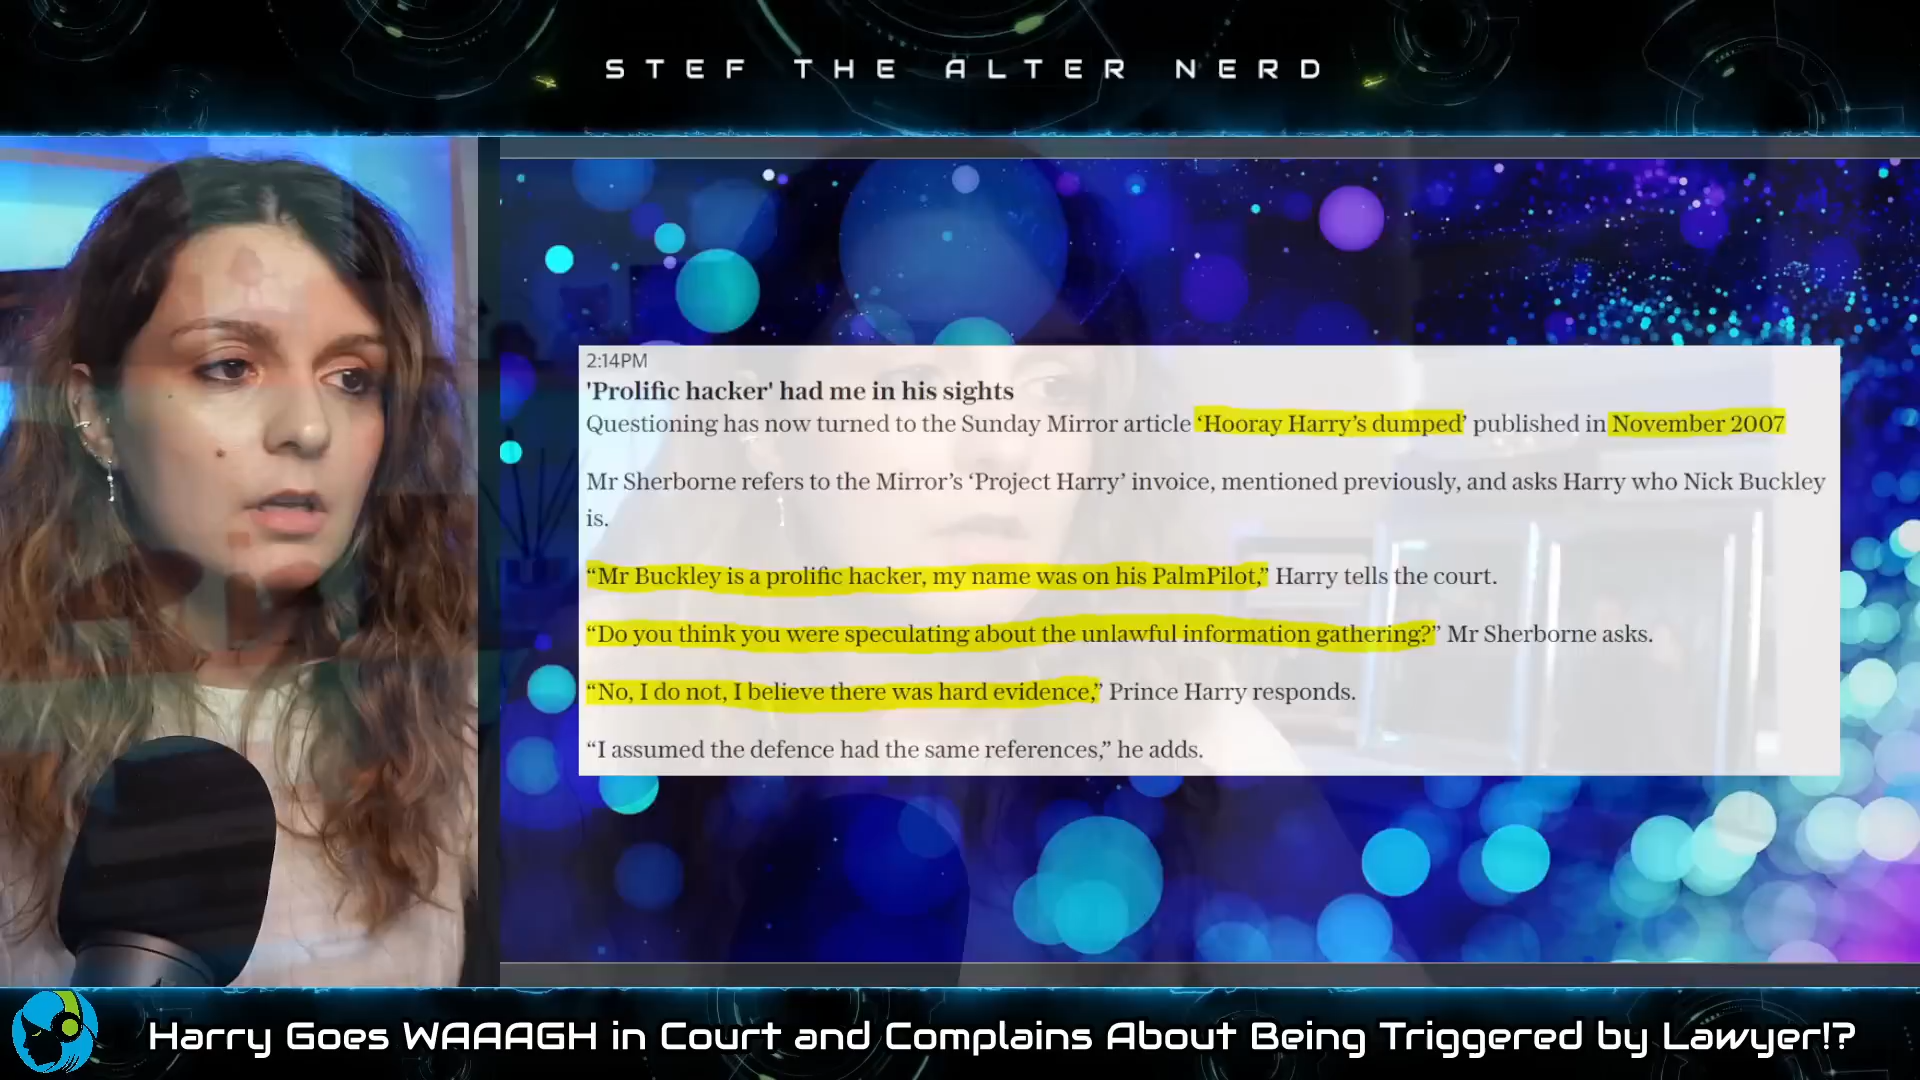 STEF THE ALTER NERD
2:14PM
'Prolific hacker' had me in his sights
Questioning has now turned to the Sunday Mirror article ‘Hooray Harry’s dumped’ published in November 2007
Mr Sherborne refers to the Mirror’s ‘Project Harry’ invoice, mentioned previously, and asks Harry who Nick Buckley
is.
“Mr Buckley is a prolific hacker, my name was on his PalmPilot,” Harry tells the court.
“Do you think you were speculating about the unlawful information gathering?” Mr Sherborne asks.
“No, I do not, I believe there was hard evidence,” Prince Harry responds.
“I assumed the defence had the same references,” he adds.
Harry Goes WAAAGH in Court and Complains About Being Triggered by Lawyer!?